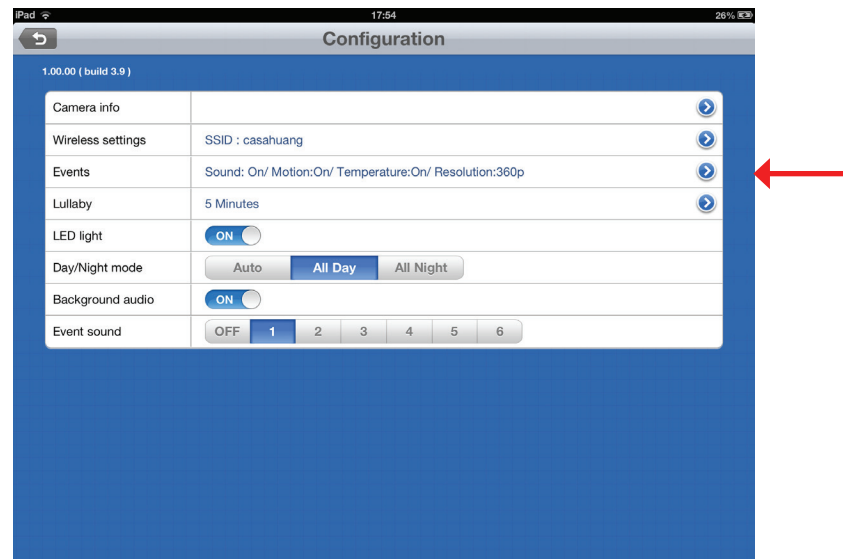 iPad 17:54 26%
Configuration
1.00.00 ( build 3.9 )
Camera info
Wireless settings SSID : casahuang
Events Sound: On/ Motion:On/ Temperature:On/ Resolution:360p
Lullaby 5 Minutes
LED light ON
Day/Night mode Auto All Day All Night
Background audio ON
Event sound OFF 1 2 3 4 5 6